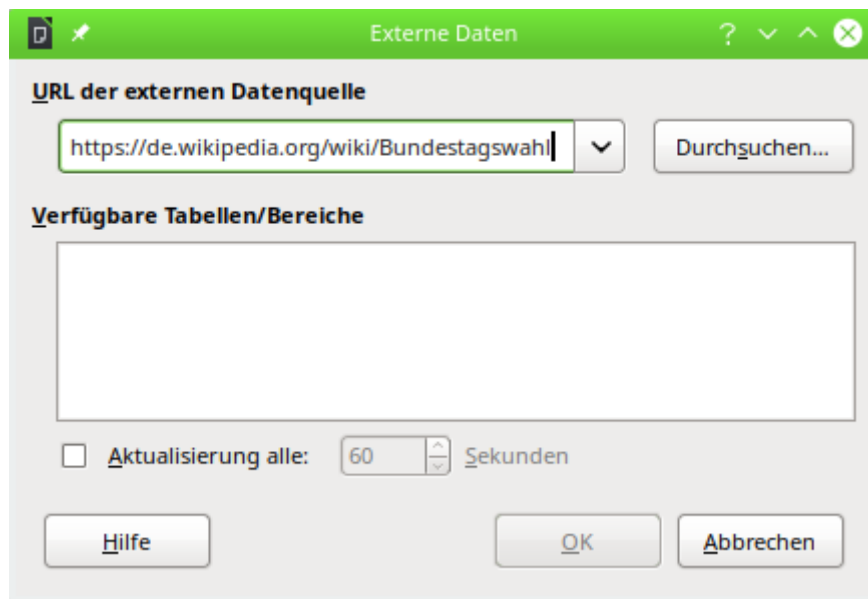 Externe Daten
URL der externen Datenquelle
https://de.wikipedia.org/wiki/Bundestagswahl
Durchsuchen...
Verfügbare Tabellen/Bereiche
Aktualisierung alle: 60 Sekunden
Hilfe OK Abbrechen